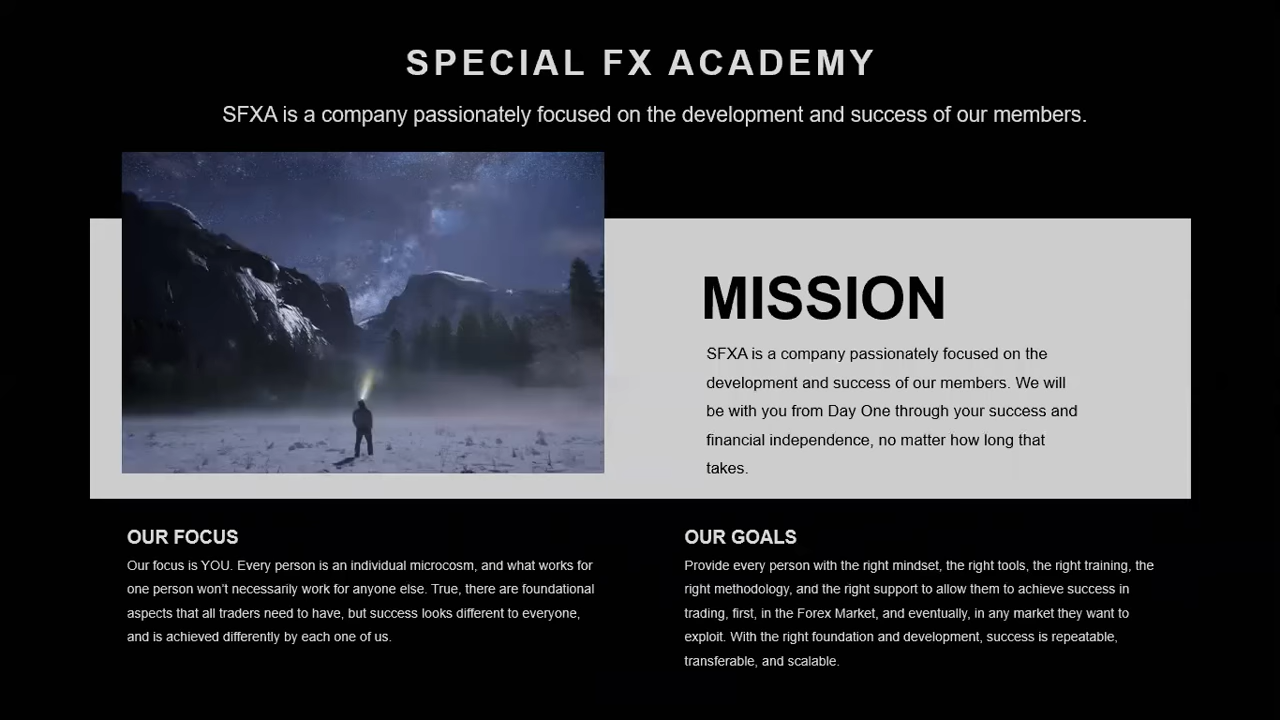 SPECIAL FX ACADEMY
SFXA is a company passionately focused on the development and success of our members.
MISSION
SFXA is a company passionately focused on the
development and success of our members. We will
be with you from Day One through your success and
financial independence, no matter how long that
takes.
OUR FOCUS
Our focus is YOU. Every person is an individual microcosm, and what works for
one person won't necessarily work for anyone else. True, there are foundational
aspects that all traders need to have, but success looks different to everyone,
and is achieved differently by each one of us.
OUR GOALS
Provide every person with the right mindset, the right tools, the right training, the
right methodology, and the right support to allow them to achieve success in
trading, first, in the Forex Market, and eventually, in any market they want to
exploit. With the right foundation and development, success is repeatable,
transferable, and scalable.